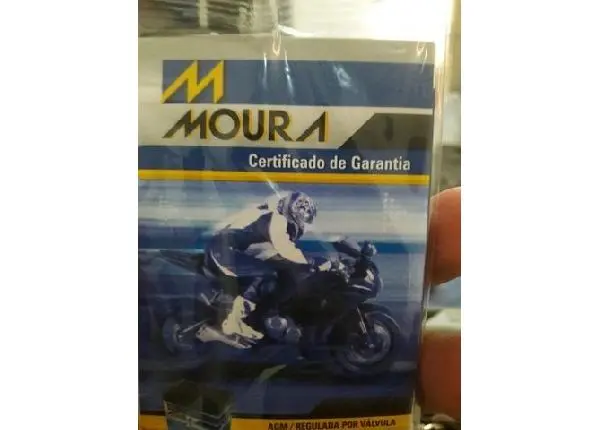 MOURA
Certificado de Garantia
AGM / REGULADA POR VÁLVULA